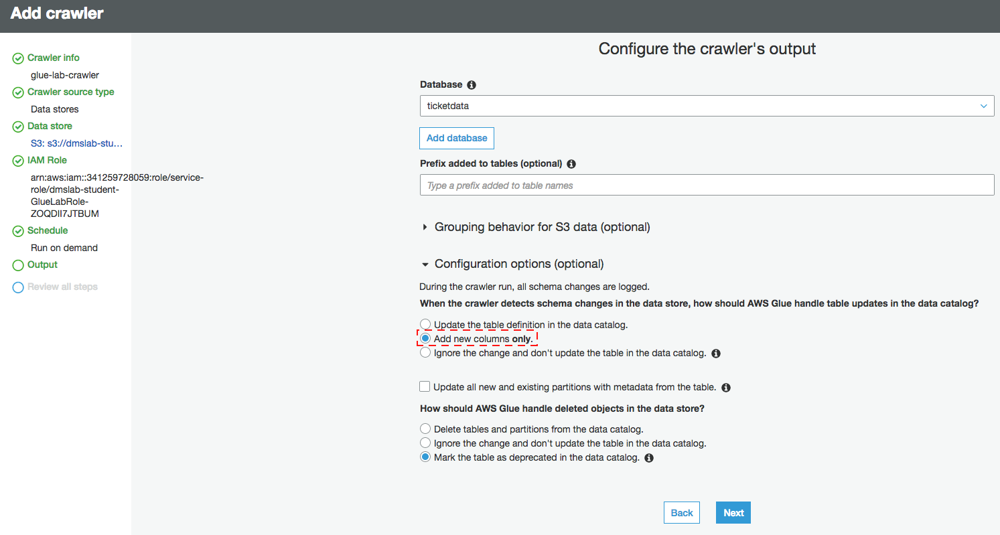 Add crawler
Crawler info
glue-lab-crawler
Crawler source type
Data stores
Data store
S3: s3://dmslab-stu…
IAM Role
arn:aws:iam::341259728059:role/service-
role/dmslab-student-
GlueLabRole-
ZOQDII7JTBUM
Schedule
Run on demand
Output
Review all steps
Configure the crawler's output
Database
ticketdata
Add database
Prefix added to tables (optional)
Type a prefix added to table names
Grouping behavior for S3 data (optional)
Configuration options (optional)
During the crawler run, all schema changes are logged.
When the crawler detects schema changes in the data store, how should AWS Glue handle table updates in the data catalog?
Update the table definition in the data catalog.
Add new columns only.
Ignore the change and don't update the table in the data catalog.
Update all new and existing partitions with metadata from the table.
How should AWS Glue handle deleted objects in the data store?
Delete tables and partitions from the data catalog.
Ignore the change and don't update the table in the data catalog.
Mark the table as deprecated in the data catalog.
Back
Next